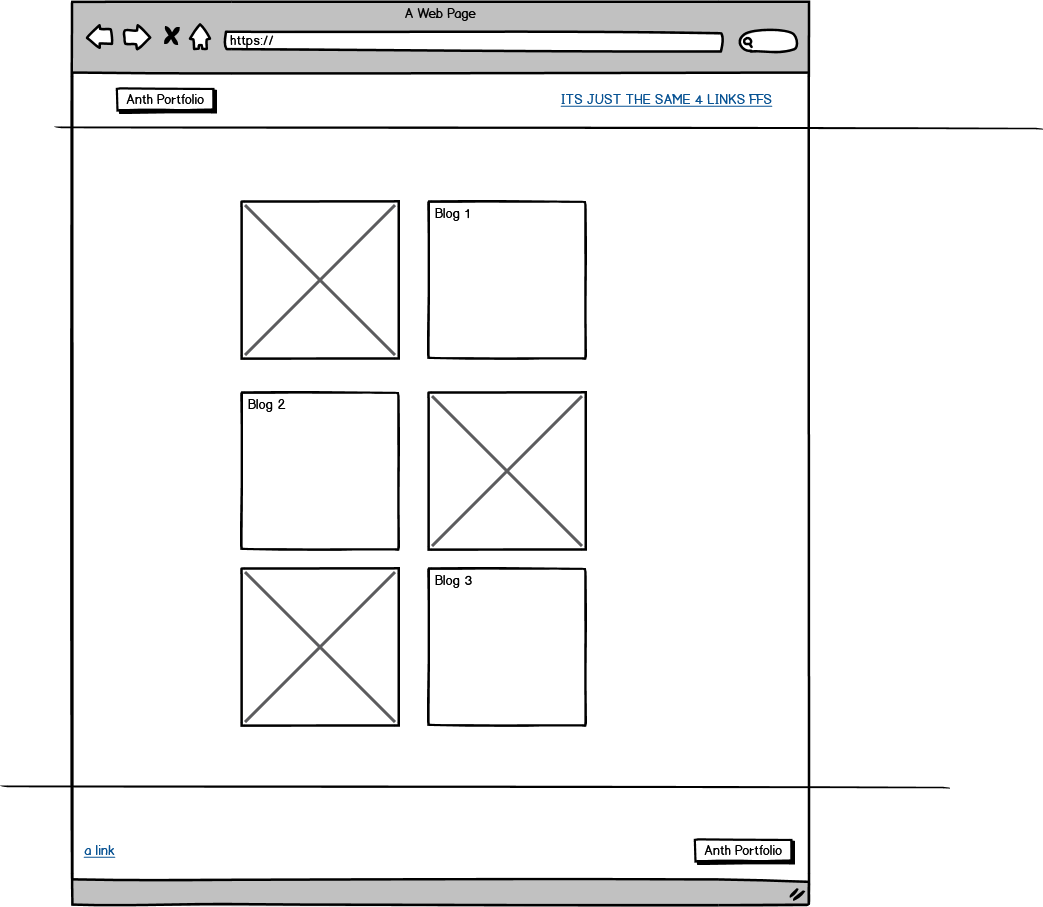 A Web Page
https://
Anth Portfolio
ITS JUST THE SAME 4 LINKS FFS
Blog 1
Blog 2
Blog 3
a link
Anth Portfolio